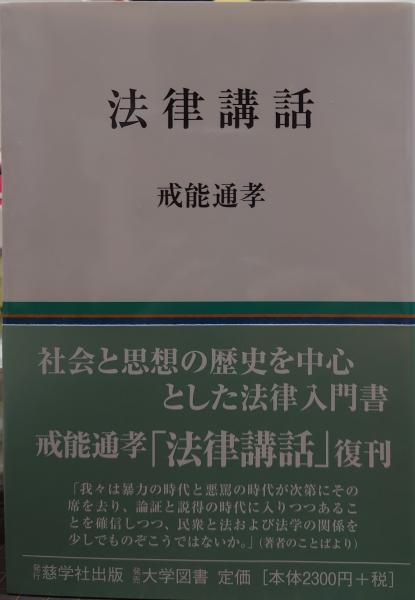 法律講話
戒能通孝
社会と思想の歴史を中心
とした法律入門書
戒能通孝「法律講話」復刊
「我々は暴力の時代と悪罵の時代が次第にその
席を去り、論証と説得の時代に入りつつあるこ
とを確信しつつ、民衆と法および法学の関係を
少しでものぞこうではないか。」(著者のことばより)
発行 慈学社出版 発売 大学図書 定価 [本体2300円+税]